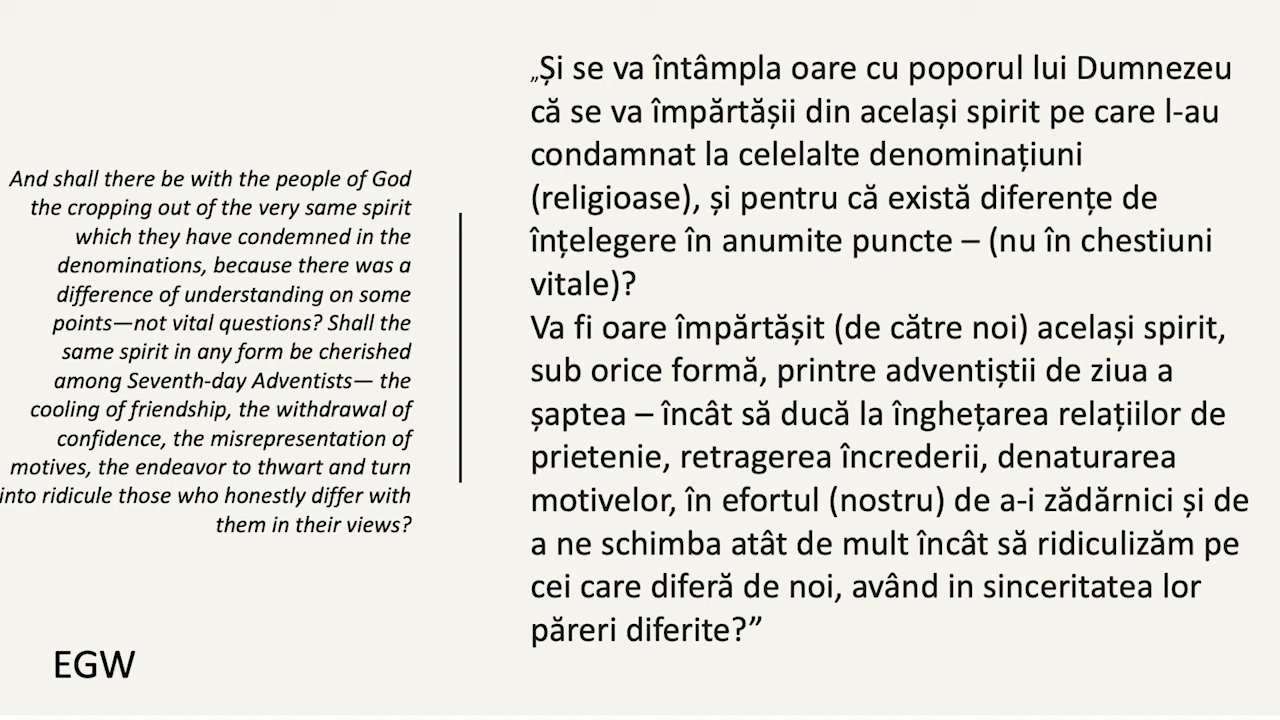 And shall there be with the people of God
the cropping out of the very same spirit
which they have condemned in the
denominations, because there was a
difference of understanding on some
points—not vital questions? Shall the
same spirit in any form be cherished
among Seventh-day Adventists— the
cooling of friendship, the withdrawal of
confidence, the misrepresentation of
motives, the endeavor to thwart and turn
into ridicule those who honestly differ with
them in their views?
EGW
„Și se va întâmpla oare cu poporul lui Dumnezeu
că se va împărtășii din același spirit pe care l-au
condamnat la celelalte denominațiuni
(religioase), și pentru că există diferențe de
înțelegere în anumite puncte – (nu în chestiuni
vitale)?
Va fi oare împărtășit (de către noi) același spirit,
sub orice formă, printre adventiștii de ziua a
șaptea – încât să ducă la înghețarea relațiilor de
prietenie, retragerea încrederii, denaturarea
motivelor, în efortul (nostru) de a-i zădărnici și de
a ne schimba atât de mult încât să ridiculizăm pe
cei care diferă de noi, având in sinceritatea lor
păreri diferite?”